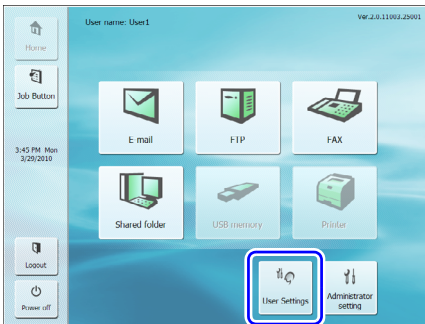 User name: User1
Ver.2.0.11003.25001
Home
Job Button
3:45 PM Mon
3/29/2010
E-mail
FTP
FAX
Shared folder
USB memory
Printer
Logout
User Settings
Administrator
setting
Power off